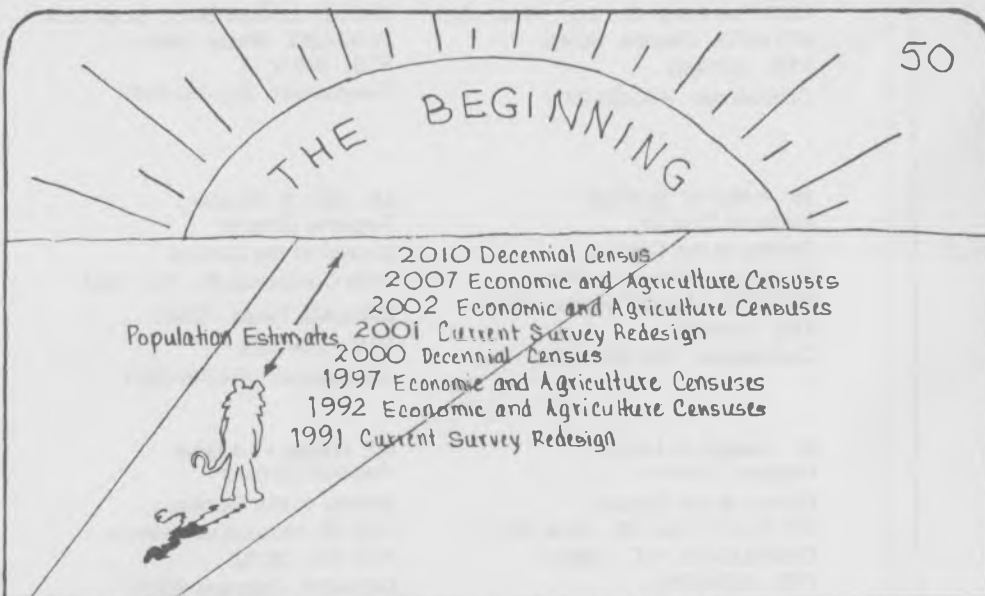 50
THE BEGINNING
2010 Decennial Census
2007 Economic and Agriculture Censuses
2002 Economic and Agriculture Censuses
Population Estimates 2001 Current Survey Redesign
2000 Decennial Census
1997 Economic and Agriculture Censuses
1992 Economic and Agriculture Censuses
1991 Current Survey Redesign